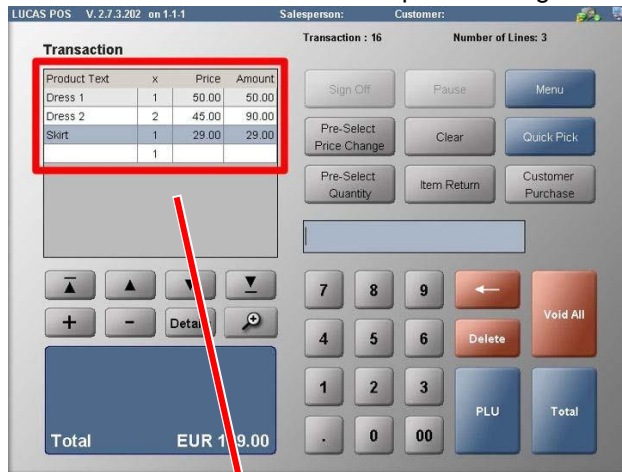 LUCAS POS V. 2.7.3.202 on 1-1-1 Salesperson: Customer:
Transaction : 16 Number of Lines: 3
Transaction
Product Text x Price Amount
Dress 1 1 50.00 50.00
Dress 2 2 45.00 90.00
Skirt 1 29.00 29.00
1
Sign Off Pause Menu
Pre-Select
Price Change
Clear Quick Pick
Pre-Select
Quantity
Item Return
Customer
Purchase
7 8 9
Void All
+ -
4 5 6 Delete
1 2 3
PLU Total
Total EUR
. 0 00